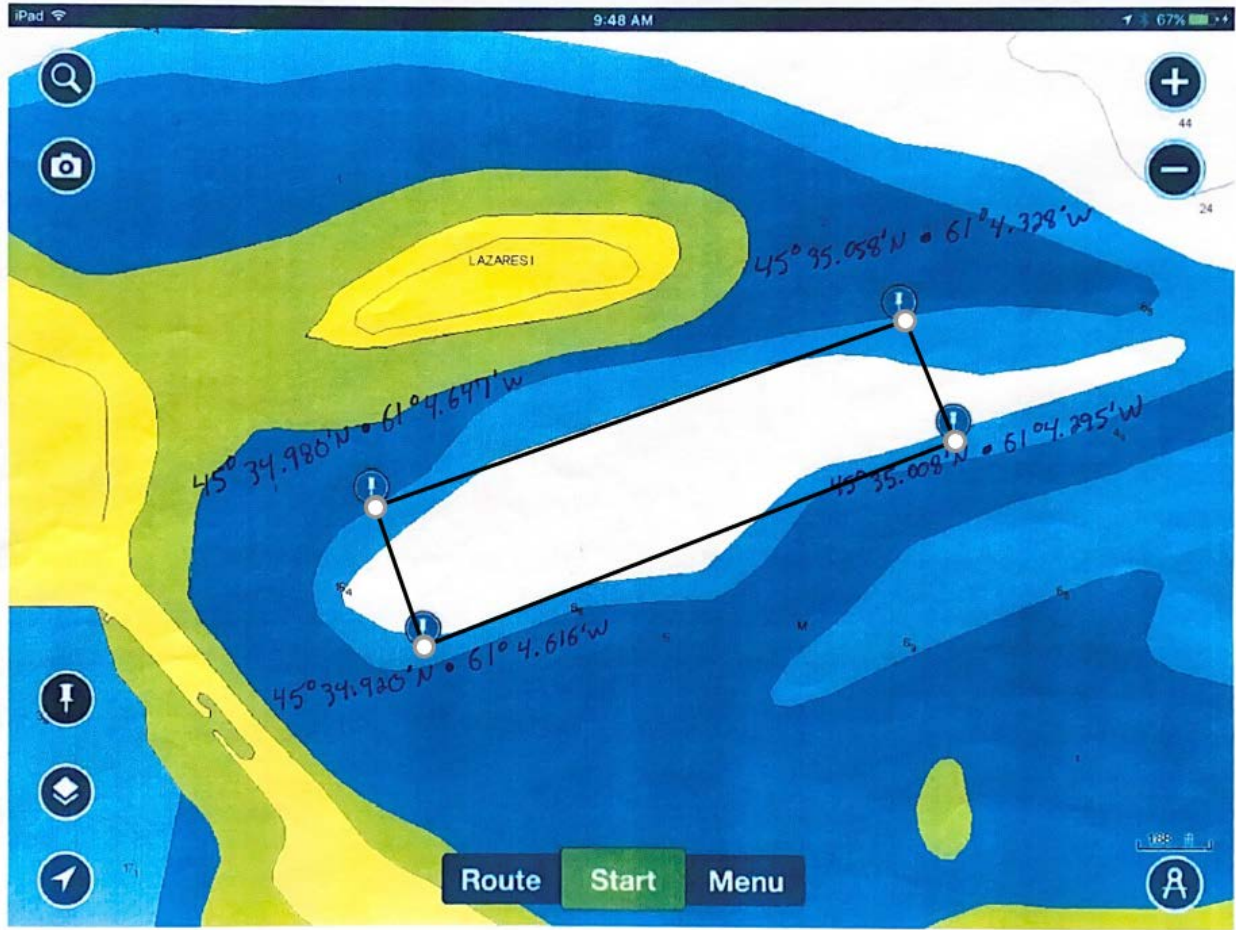 iPad
9:48 AM
67%
44
24
LAZARES I
45° 35.058'N • 61° 4.328'W
45° 34.980'N • 61° 4.647'W
45° 35.008'N • 61° 4.295'W
45° 34.920'N • 61° 4.616'W
M
Route Start Menu